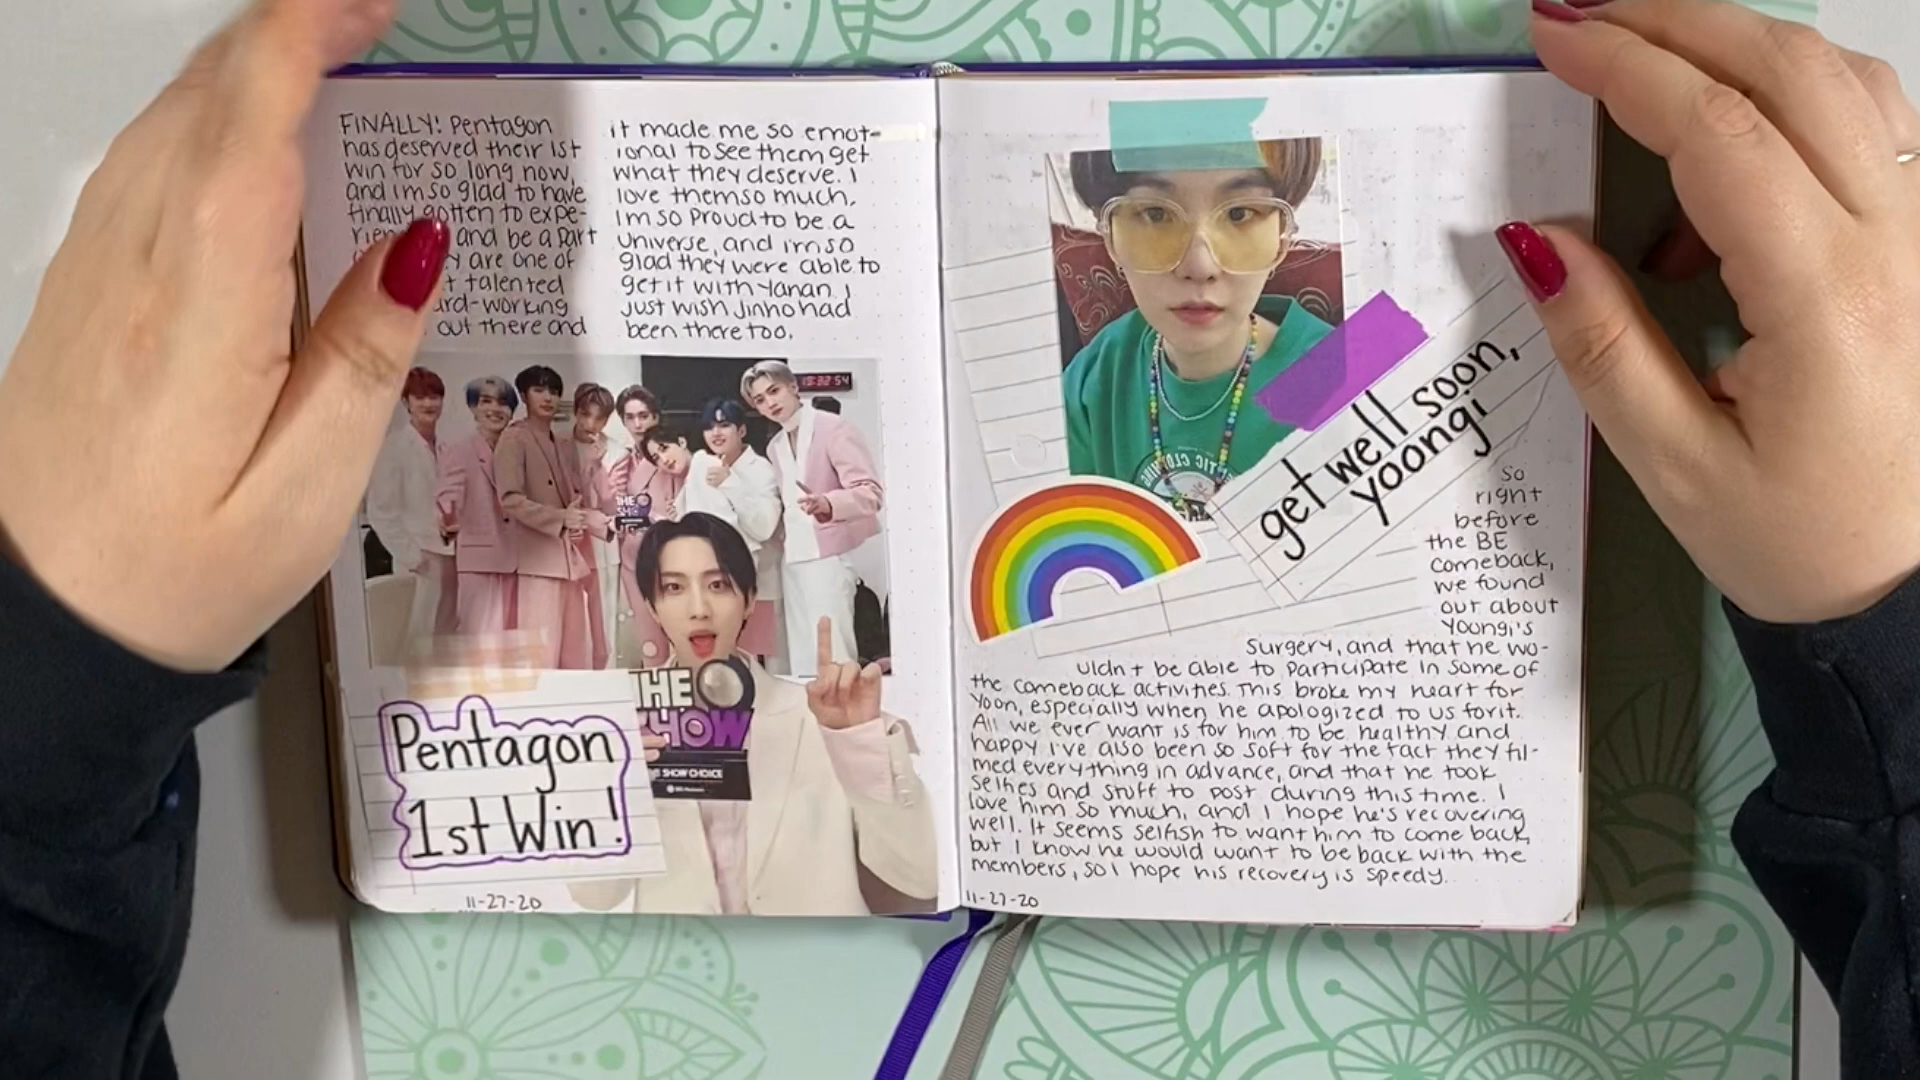 FINALLY! Pentagon
has deserved their 1st
win for so long now,
and im so glad to have
finally gotten to expe-
and be a part
are one of
talented
working
out there and
it made me so emot-
ional to see them get
what they deserve. I
love them so much.
Im so proud to be a
Universe, and im so
glad they were able to
get it with Yanan. I
just wish Jinho had
been there too.
15:32 54
THE
SHOW
SHOW CHOICE
Pentagon
1st Win!
11-27-20
get well soon,
yoongi
So
right
before
the BE
comeback,
we found
out about
Yoongi's
surgery, and that he wo-
uldn't be able to participate in some of
the comeback activities. This broke my heart for
Yoon, especially when he apologized to us for it.
All we ever want is for him to be healthy and
happy I've also been so soft for the fact they fil-
med everything in advance, and that he took
selfies and stuff to post during this time. I
love him so much, and I hope he's recovering
well. It seems selfish to want him to come back,
but I know he would want to be back with the
members, so I hope his recovery is speedy.
11-27-20